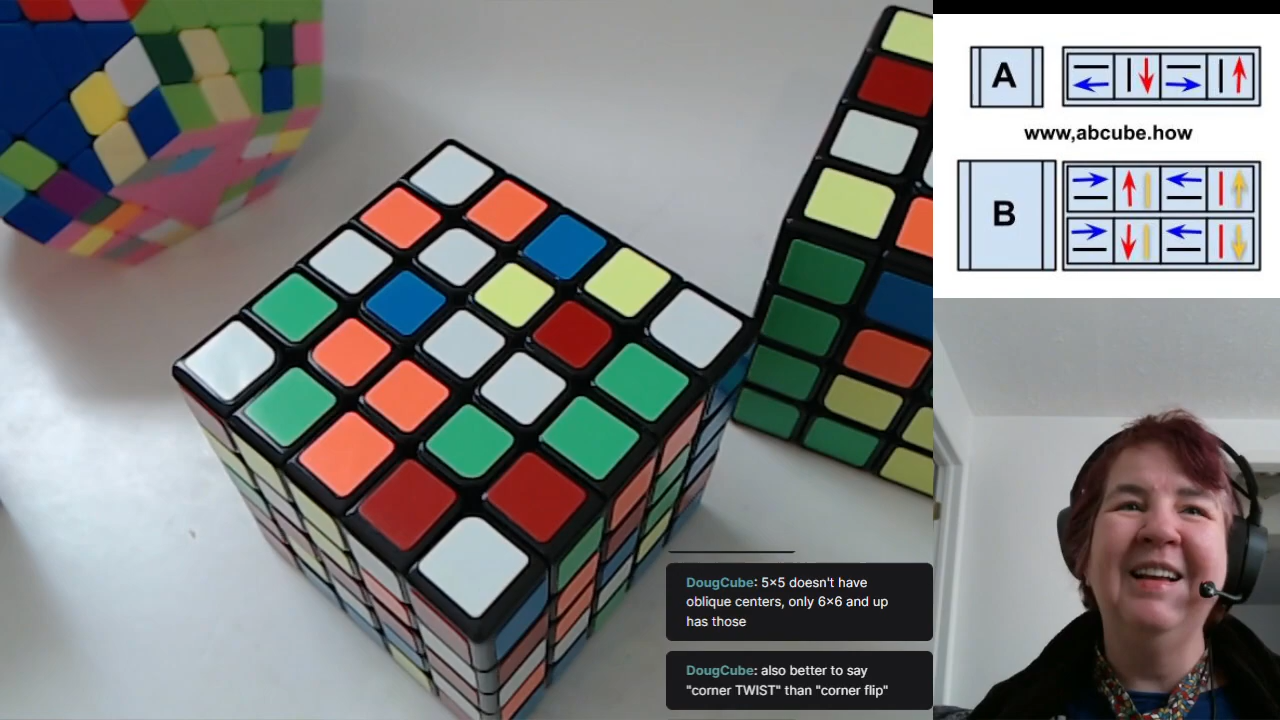 A
www,abcube.how
B
DougCube: 5×5 doesn't have
oblique centers, only 6×6 and up
has those
DougCube: also better to say
"corner TWIST" than "corner flip"